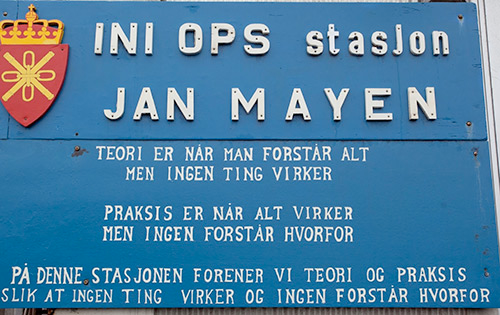 INI OPS stasjon
JAN MAYEN
TEORI ER NÅR MAN FORSTÅR ALT
MEN INGEN TING VIRKER
PRAKSIS ER NÅR ALT VIRKER
MEN INGEN FORSTÅR HVORFOR
PÅ DENNE STASJONEN FORENER VI TEORI OG PRAKSIS
SLIK AT INGEN TING VIRKER OG INGEN FORSTÅR HVORFOR